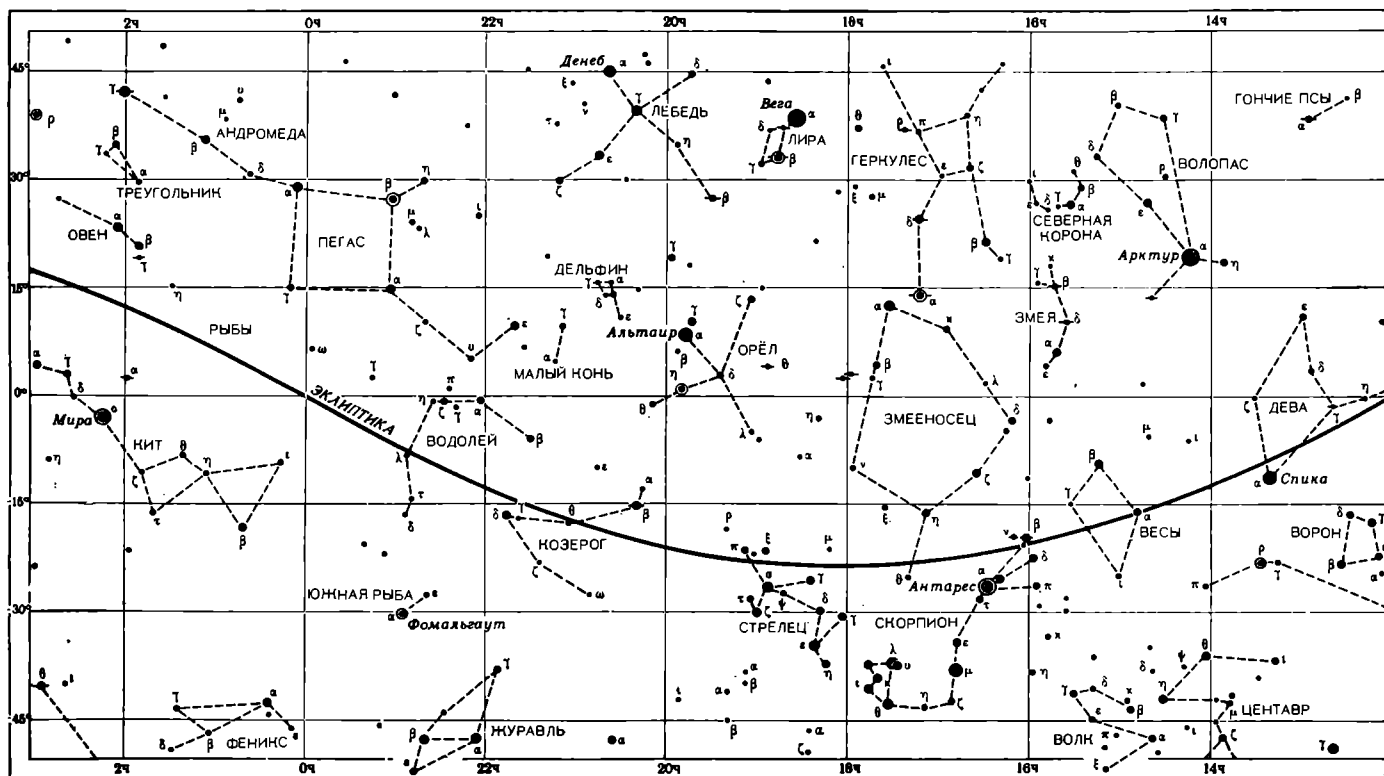 2ч 0ч 22ч 20ч 18ч 16ч 14ч
45°
Денеб α δ
ξ ν γ
ЛЕБЕДЬ
Вега α
δ ЛИРА
γ β
γ υ μ
АНДРОМЕДА
β δ α
ρ
β γ α
ТРЕУГОЛЬНИК
ι π η
ρ θ
ГЕРКУЛЕС
ε ζ
β γ
ВОЛОПАС
δ ρ ε
ГОНЧИЕ ПСЫ β
α
30°
β η
μ λ ι
ПЕГАС
ε η ζ β
ξ μ
ι θ β
ε δ γ α
СЕВЕРНАЯ
КОРОНА
ОВЕН
α β γ
Арктур α η
15°
η
γ α
ζ ε υ
ДЕЛЬФИН
γ α δ ε
γ ζ
δ β α
κ γ β δ
ЗМЕЯ
α ε
РЫБЫ
ω γ
α γ δ α
МАЛЫЙ КОНЬ
γ α
Альтаир α γ β
ОРЁЛ
η δ θ
θ λ
α κ β γ λ δ
ε δ
ДЕВА
ζ γ η
0°
Мира ο
КИТ
θ η ι ζ τ β η
ЭКЛИПТИКА
η π ζ γ α
ВОДОЛЕЙ
β λ τ δ
ЗМЕЕНОСЕЦ
ε ν ζ η ξ
μ
β γ α ι
ВЕСЫ
α Спика
-15°
δ γ θ β α
КОЗЕРОГ
ζ ω
ρ π ξ μ
ν β δ
α
Антарес π
τ
ВОРОН
δ γ β
ρ γ π
-30°
ЮЖНАЯ РЫБА
ε
α Фомальгаут
σ γ
τ ζ ψ δ
СТРЕЛЕЦ
ε γ η
СКОРПИОН
ε
λ υ μ
ι κ
θ η ζ
κ η
θ
γ α κ
ФЕНИКС
β δ
γ
β ЖУРАВЛЬ
α
α
α
β
ι
α β
α ξ ζ
γ δ κ β
ε
ВОЛК π α
δ ψ θ ι
η
ЦЕНТАВР
μ ζ
ι
γ
-45°
2ч 0ч 22ч 20ч 18ч 16ч 14ч